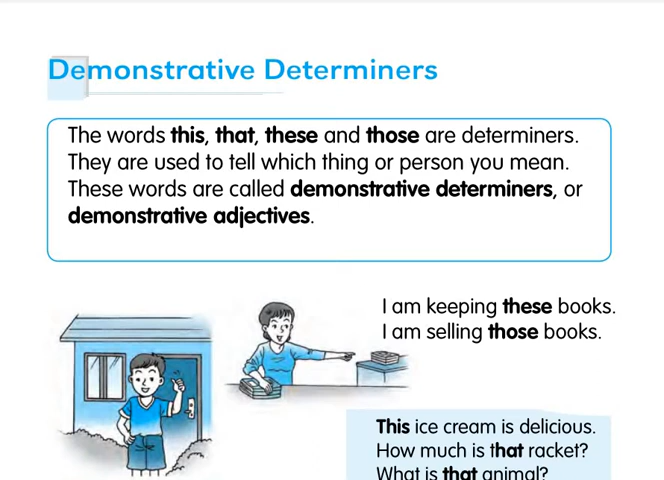 Demonstrative Determiners
The words this, that, these and those are determiners.
They are used to tell which thing or person you mean.
These words are called demonstrative determiners, or
demonstrative adjectives.
I am keeping these books.
I am selling those books.
This ice cream is delicious.
How much is that racket?
What is that animal?